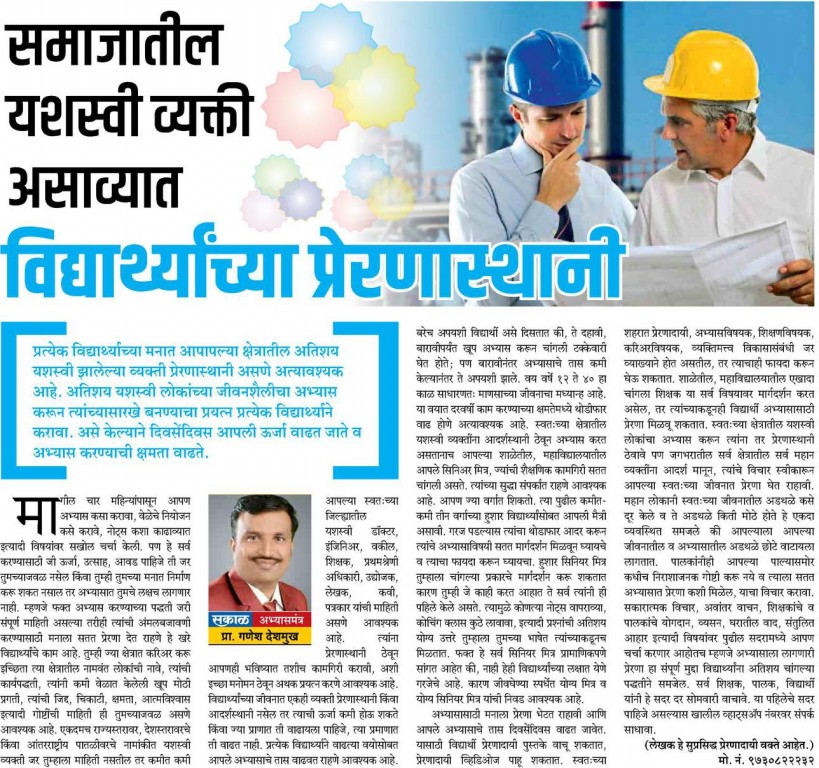 समाजातील
यशस्वी व्यक्ती
असाव्यात
विद्यार्थ्यांच्या प्रेरणास्थानी
प्रत्येक विद्यार्थ्याच्या मनात आपापल्या क्षेत्रातील अतिशय
यशस्वी झालेल्या व्यक्ती प्रेरणास्थानी असणे अत्यावश्यक
आहे. अतिशय यशस्वी लोकांच्या जीवनशैलीचा अभ्यास
करून त्यांच्यासारखे बनण्याचा प्रयत्न प्रत्येक विद्यार्थ्याने
करावा. असे केल्याने दिवसेंदिवस आपली ऊर्जा वाढत जाते व
अभ्यास करण्याची क्षमता वाढते.
मागील चार महिन्यांपासून आपण
अभ्यास कसा करावा, वेळेचे नियोजन
कसे करावे, नोट्स कशा काढाव्यात
इत्यादी विषयांवर सखोल चर्चा केली. पण हे सर्व
करण्यासाठी जी ऊर्जा, उत्साह, आवड पाहिजे ती जर
तुमच्याजवळ नसेल किंवा तुम्ही तुमच्या मनात निर्माण
करू शकत नसाल तर अभ्यासात तुमचे लक्षच लागणार
नाही. म्हणजे फक्त अभ्यास करण्याच्या पद्धती जरी
संपूर्ण माहिती असल्या तरीही त्यांची अंमलबजावणी
करण्यासाठी मनाला सतत प्रेरणा देत राहणे हे खरे
विद्यार्थ्याचे काम आहे. तुम्ही ज्या क्षेत्रात करिअर करू
इच्छिता त्या क्षेत्रातील नामवंत लोकांची नावे, त्यांची
कार्यपद्धती, त्यांनी कमी वेळात केलेली खूप मोठी
प्रगती, त्यांची जिद्द, चिकाटी, क्षमता, आत्मविश्वास
इत्यादी गोष्टींची माहिती ही तुमच्याजवळ असणे
आवश्यक आहे. एकदमच राज्यस्तरावर, देशस्तरावरचे
किंवा आंतरराष्ट्रीय पातळीवरचे नामांकीत यशस्वी
व्यक्ती जर तुम्हाला माहिती नसतील तर कमीत कमी
सकाळ अभ्यासमंत्र
प्रा. गणेश देशमुख
आपल्या स्वतःच्या
जिल्ह्यातील
यशस्वी डॉक्टर,
इंजिनिअर, वकील,
शिक्षक, प्रथमश्रेणी
अधिकारी, उद्योजक,
लेखक, कवी,
पत्रकार यांची माहिती
असणे आवश्यक
आहे. त्यांना
प्रेरणास्थानी ठेवून
आपणही भविष्यात तशीच कामगिरी करावी, अशी
इच्छा मनोमन ठेवून अथक प्रयत्न करणे आवश्यक आहे.
विद्यार्थ्यांच्या जीवनात एकही व्यक्ती प्रेरणास्थानी किंवा
आदर्शस्थानी नसेल तर त्याची ऊर्जा कमी होऊ शकते
किंवा ज्या प्रमाणात ती वाढायला पाहिजे, त्या प्रमाणात
ती वाढत नाही. प्रत्येक विद्यार्थ्याने वाढत्या वयोसोबत
आपले अभ्यासाचे तास वाढवत राहणे आवश्यक आहे.
बरेच अपयशी विद्यार्थी असे दिसतात की, ते दहावी,
बारावीपर्यंत खूप अभ्यास करून चांगली टक्केवारी
घेत होते; पण बारावीनंतर अभ्यासाचे तास कमी
केल्यानंतर ते अपयशी झाले. वय वर्षे १२ ते ४० हा
काळ साधारणतः माणसाच्या जीवनाचा मध्यान्ह आहे.
या वयात दरवर्षी काम करण्याच्या क्षमतेमध्ये थोडीफार
वाढ होणे अत्यावश्यक आहे. स्वतःच्या क्षेत्रातील
यशस्वी व्यक्तींना आदर्शस्थानी ठेवून अभ्यास करत
असतानाच आपल्या शाळेतील, महाविद्यालयातील
आपले सिनिअर मित्र, ज्यांची शैक्षणिक कामगिरी सतत
चांगली असते. त्यांच्या सुद्धा संपर्कात राहणे आवश्यक
आहे. आपण ज्या वर्गात शिकतो. त्या पुढील कमीत-
कमी तीन वर्गाच्या हुशार विद्यार्थ्यांसोबत आपली मैत्री
असावी. गरज पडल्यास त्यांचा थोडाफार आदर करून
त्यांचे अभ्यासाविषयी सतत मार्गदर्शन मिळवून घ्यायचे
व त्याचा फायदा करून घ्यायचा. हुशार सिनिअर मित्र
तुम्हाला चांगल्या प्रकारचे मार्गदर्शन करू शकतात
कारण तुम्ही जे काही करत आहात ते सर्व त्यांनी ही
पहिले केले असते. त्यामुळे कोणत्या नोट्स वापराव्या,
कोचिंग क्लास कुठे लावावा, इत्यादी प्रश्नांची अतिशय
योग्य उत्तरे तुम्हाला तुमच्या भाषेत त्यांच्याकडूनच
मिळतात. फक्त हे सर्व सिनिअर मित्र प्रामाणिकपणे
सांगत आहेत की, नाही हेही विद्यार्थ्यांच्या लक्षात येणे
गरजेचे आहे. कारण जीवघेण्या स्पर्धेत योग्य मित्र व
योग्य सिनिअर मित्र यांची निवड आवश्यक आहे.
अभ्यासासाठी मनाला प्रेरणा भेटत राहावी आणि
आपले अभ्यासाचे तास दिवसेंदिवस वाढत जावेत.
यासाठी विद्यार्थी प्रेरणादायी पुस्तके वाचू शकतात,
प्रेरणादायी व्हिडिओज पाहू शकतात. स्वतःच्या
शहरात प्रेरणादायी, अभ्यासविषयक, शिक्षणविषयक,
करिअरविषयक, व्यक्तिमत्त्व विकासासंबंधी जर
व्याख्याने होत असतील, तर त्याचाही फायदा करून
घेऊ शकतात. शाळेतील, महाविद्यालयातील एखादा
चांगला शिक्षक या सर्व विषयावर मार्गदर्शन करत
असेल, तर त्यांच्याकडूनही विद्यार्थी अभ्यासासाठी
प्रेरणा मिळवू शकतात. स्वतःच्या क्षेत्रातील यशस्वी
लोकांचा अभ्यास करून त्यांना तर प्रेरणास्थानी
ठेवावे पण जगभरातील सर्व क्षेत्रातील सर्व महान
व्यक्तींना आदर्श मानून, त्यांचे विचार स्वीकारून
आपल्या स्वतःच्या जीवनात प्रेरणा घेत राहावी.
महान लोकानी स्वतःच्या जीवनातील अडथळे कसे
दूर केले व ते अडथळे किती मोठे होते हे एकदा
व्यवस्थित समजले की आपल्याला आपल्या
जीवनातील व अभ्यासातील अडथळे छोटे वाटायला
लागतात. पालकांनीही आपल्या पाल्यासमोर
कधीच निराशाजनक गोष्टी करू नये व त्याला सतत
अभ्यासात प्रेरणा कशी मिळेल, याचा विचार करावा.
सकारात्मक विचार, अवांतर वाचन, शिक्षकांचे व
पालकांचे योगदान, व्यसन, घरातील वाद, संतुलित
आहार इत्यादी विषयांवर पुढील सदरामध्ये आपण
चर्चा करणार आहोतच म्हणजे अभ्यासाला लागणारी
प्रेरणा हा संपूर्ण मुद्दा विद्यार्थ्यांना अतिशय चांगल्या
पद्धतीने समजेल. सर्व शिक्षक, पालक, विद्यार्थी
यांनी हे सदर दर सोमवारी वाचावे. या पहिलेचे सदर
पाहिजे असल्यास खालील व्हाट्सॲप नंबरवर संपर्क
साधावा.
(लेखक हे सुप्रसिद्ध प्रेरणादायी वक्ते आहेत.)
मो. नं. ९७३०८२२२३२